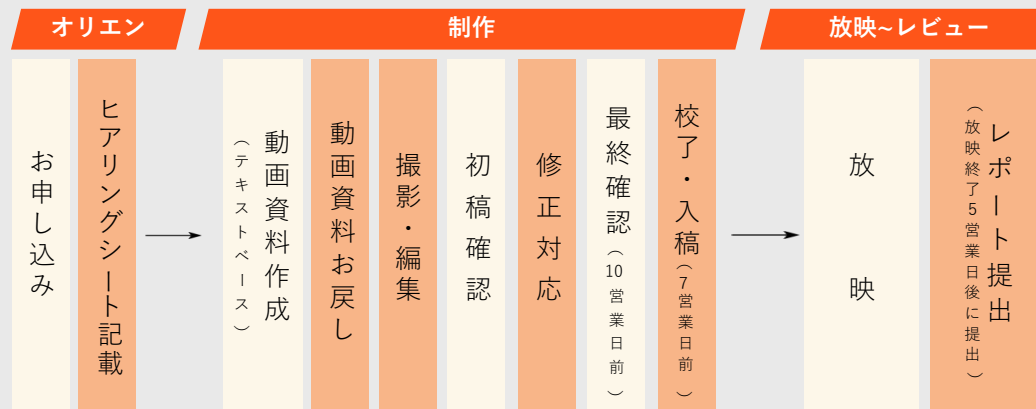 オリエン
制作
放映~レビュー
お申し込み
ヒアリングシート記載
動画資料作成
（テキストベース）
動画資料お戻し
撮影・編集
初稿確認
修正対応
最終確認（10営業日前）
校了・入稿（7営業日前）
放映
レポート提出
（放映終了5営業日後に提出）